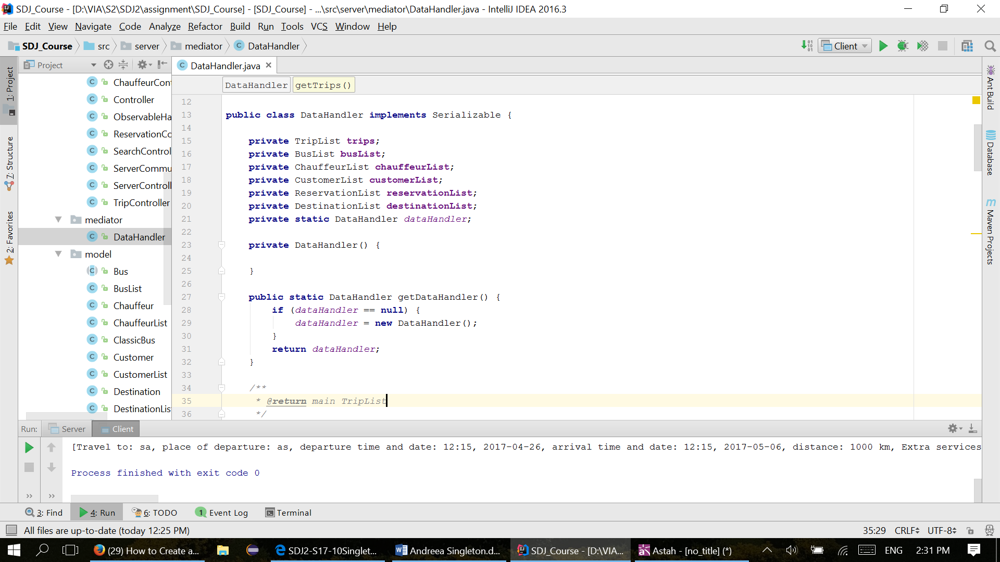 SDJ_Course - [D:\VIA\S2\SDJ2\assignment\SDJ_Course] - [SDJ_Course] - ...\src\server\mediator\DataHandler.java - IntelliJ IDEA 2016.3
File Edit View Navigate Code Analyze Refactor Build Run Tools VCS Window Help
SDJ_Course src server mediator DataHandler Client
1: Project
7: Structure
2: Favorites
Project
ChauffeurCon
Controller
ObservableHa
ReservationCo
SearchControl
ServerCommu
ServerControll
TripController
mediator
DataHandler
model
Bus
BusList
Chauffeur
ChauffeurList
ClassicBus
Customer
CustomerList
Destination
DestinationLis
DataHandler.java
DataHandler getTrips()
12
13 public class DataHandler implements Serializable {
14
15 private TripList trips;
16 private BusList busList;
17 private ChauffeurList chauffeurList;
18 private CustomerList customerList;
19 private ReservationList reservationList;
20 private DestinationList destinationList;
21 private static DataHandler dataHandler;
22
23 private DataHandler() {
24
25 }
26
27 public static DataHandler getDataHandler() {
28 if (dataHandler == null) {
29 dataHandler = new DataHandler();
30 }
31 return dataHandler;
32 }
33
34 /**
35 * @return main TripList
36 */
Ant Build
Database
Maven Projects
Run: Server Client
[Travel to: sa, place of departure: as, departure time and date: 12:15, 2017-04-26, arrival time and date: 12:15, 2017-05-06, distance: 1000 km, Extra services
Process finished with exit code 0
3: Find 4: Run 6: TODO 1 Event Log Terminal
All files are up-to-date (today 12:25 PM) 35:29 CRLF UTF-8
(29) How to Create a... SDJ2-S17-10Singlet... Andreea Singleton.d... SDJ_Course - [D:\VIA... Astah - [no_title] (*) ENG 2:31 PM